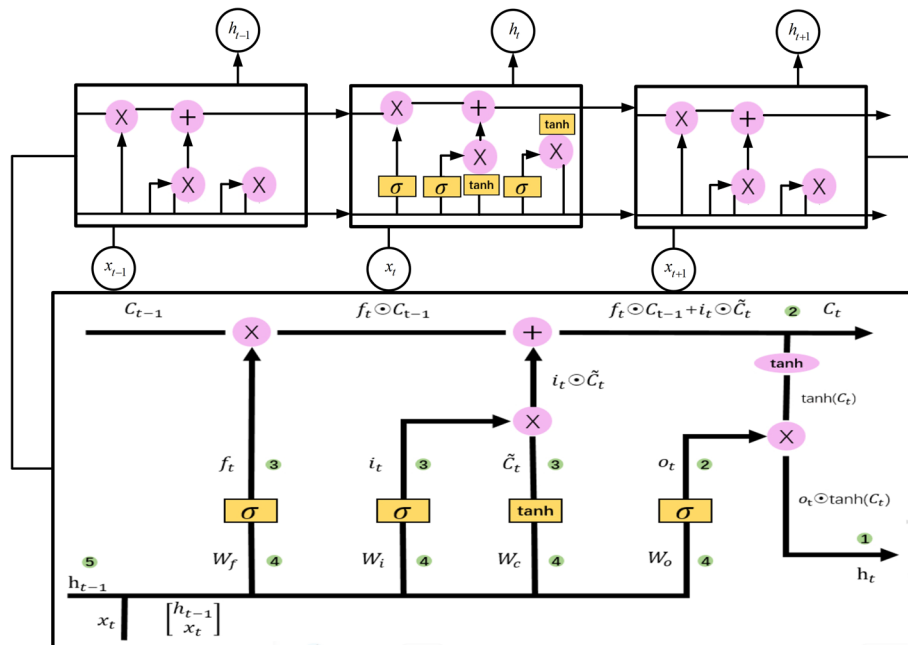 h_{t-1} h_t h_{t+1}
X + X + X +
tanh
X X X X X X
σ σ tanh σ
x_{t-1} x_t x_{t+1}
C_{t-1} f_t⊙C_{t-1} f_t⊙C_{t-1}+i_t⊙C̃_t 2 C_t
X + tanh
i_t⊙C̃_t tanh(C_t)
X X
f_t 3 i_t 3 C̃_t 3 o_t 2
σ σ tanh σ o_t⊙tanh(C_t)
5 W_f 4 W_i 4 W_c 4 W_o 4 1
h_{t-1} h_t
x_t [h_{t-1}
x_t]